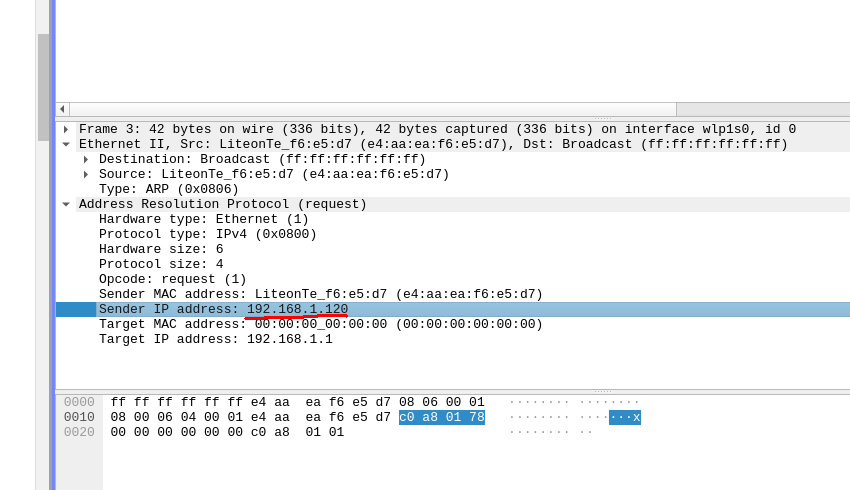 Frame 3: 42 bytes on wire (336 bits), 42 bytes captured (336 bits) on interface wlp1s0, id 0
Ethernet II, Src: LiteonTe_f6:e5:d7 (e4:aa:ea:f6:e5:d7), Dst: Broadcast (ff:ff:ff:ff:ff:ff)
Destination: Broadcast (ff:ff:ff:ff:ff:ff)
Source: LiteonTe_f6:e5:d7 (e4:aa:ea:f6:e5:d7)
Type: ARP (0x0806)
Address Resolution Protocol (request)
Hardware type: Ethernet (1)
Protocol type: IPv4 (0x0800)
Hardware size: 6
Protocol size: 4
Opcode: request (1)
Sender MAC address: LiteonTe_f6:e5:d7 (e4:aa:ea:f6:e5:d7)
Sender IP address: 192.168.1.120
Target MAC address: 00:00:00_00:00:00 (00:00:00:00:00:00)
Target IP address: 192.168.1.1
0000 ff ff ff ff ff ff e4 aa ea f6 e5 d7 08 06 00 01 ········ ········
0010 08 00 06 04 00 01 e4 aa ea f6 e5 d7 c0 a8 01 78 ········ ·······x
0020 00 00 00 00 00 00 c0 a8 01 01 ········ ··